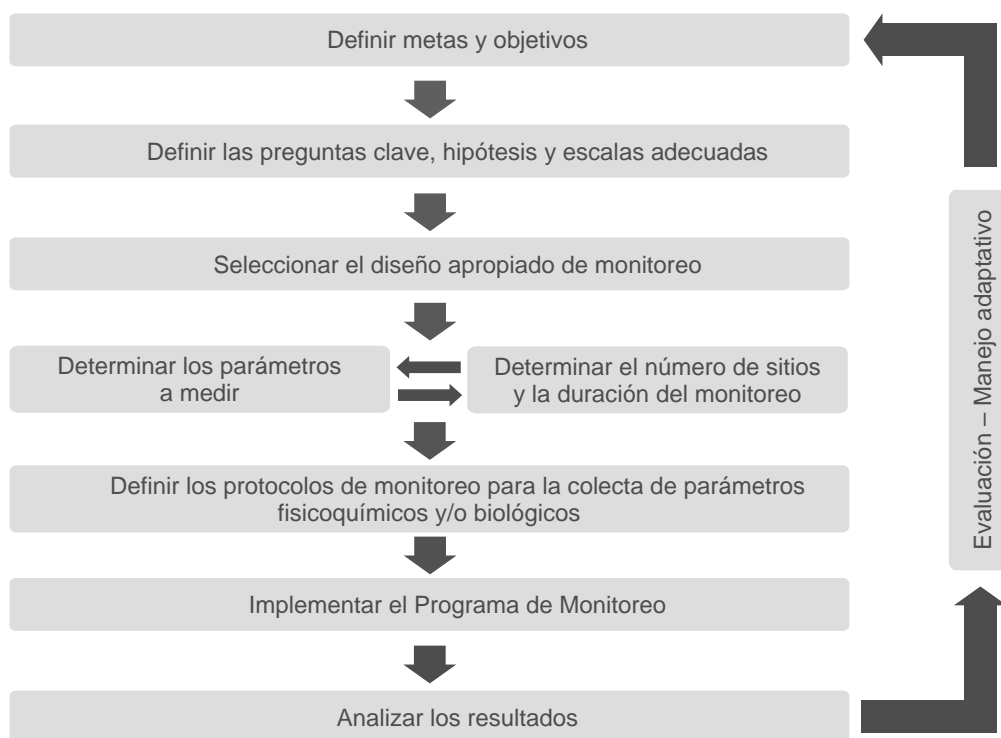 Definir metas y objetivos
Definir las preguntas clave, hipótesis y escalas adecuadas
Seleccionar el diseño apropiado de monitoreo
Determinar los parámetros
a medir
Determinar el número de sitios
y la duración del monitoreo
Definir los protocolos de monitoreo para la colecta de parámetros
fisicoquímicos y/o biológicos
Implementar el Programa de Monitoreo
Analizar los resultados
Evaluación – Manejo adaptativo